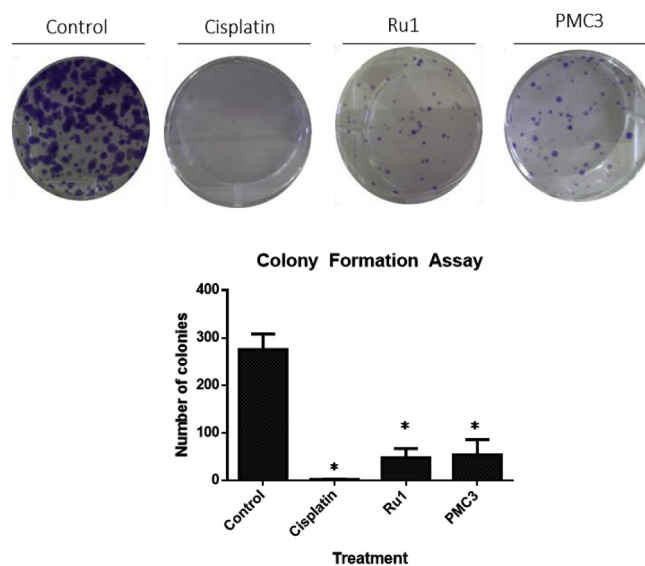 Control Cisplatin Ru1 PMC3
Colony Formation Assay
Number of colonies
400
300
200
100
0
*
*
*
Control
Cisplatin
Ru1
PMC3
Treatment